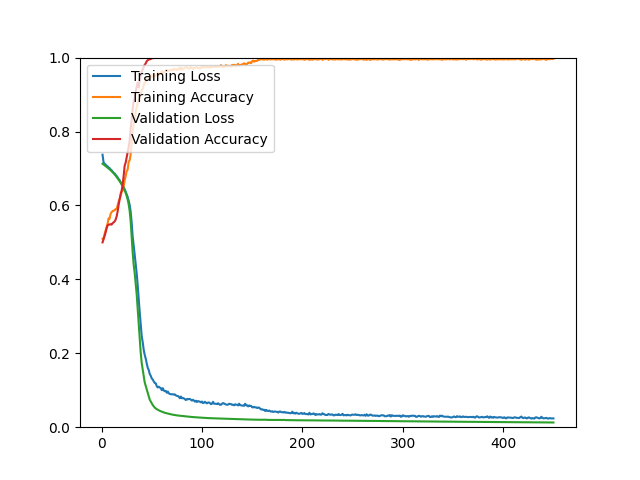 1.0
0.8
0.6
0.4
0.2
0.0
Training Loss
Training Accuracy
Validation Loss
Validation Accuracy
0 100 200 300 400